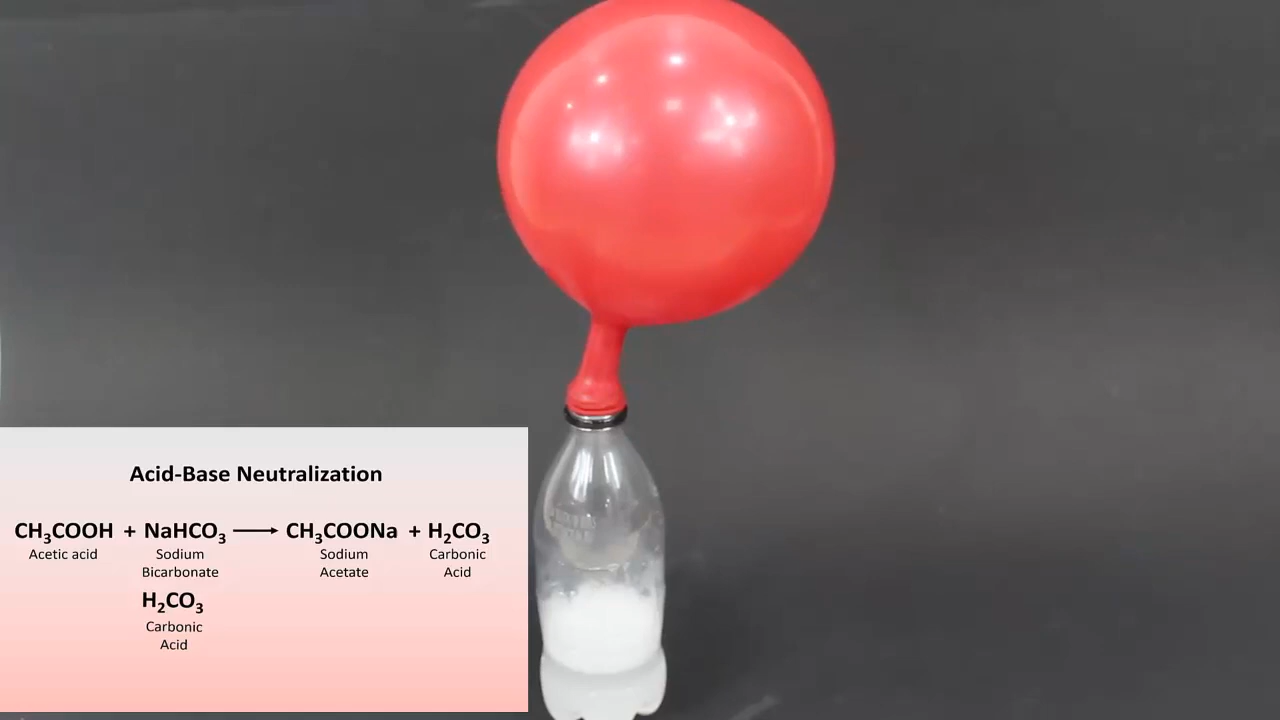 Acid-Base Neutralization
CH₃COOH + NaHCO₃ ⟶ CH₃COONa + H₂CO₃
Acetic acid Sodium Sodium Carbonic
Bicarbonate Acetate Acid
H₂CO₃
Carbonic
Acid